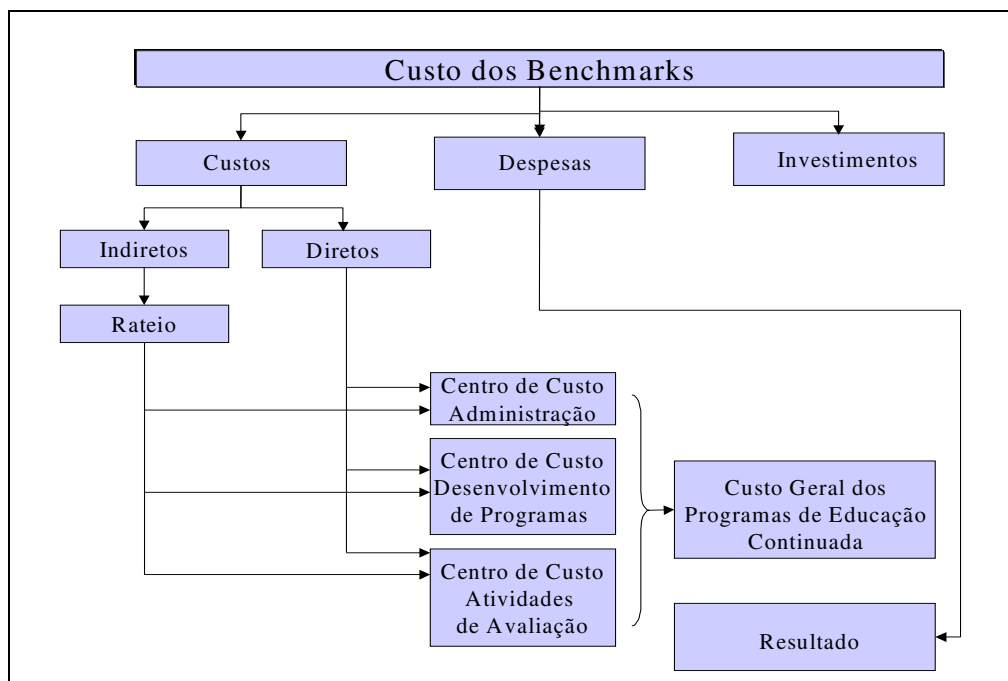 Custo dos Benchmarks
Custos
Despesas
Investimentos
Indiretos
Diretos
Rateio
Centro de Custo
Administração
Centro de Custo
Desenvolvimento
de Programas
Centro de Custo
Atividades
de Avaliação
Custo Geral dos
Programas de Educação
Continuada
Resultado